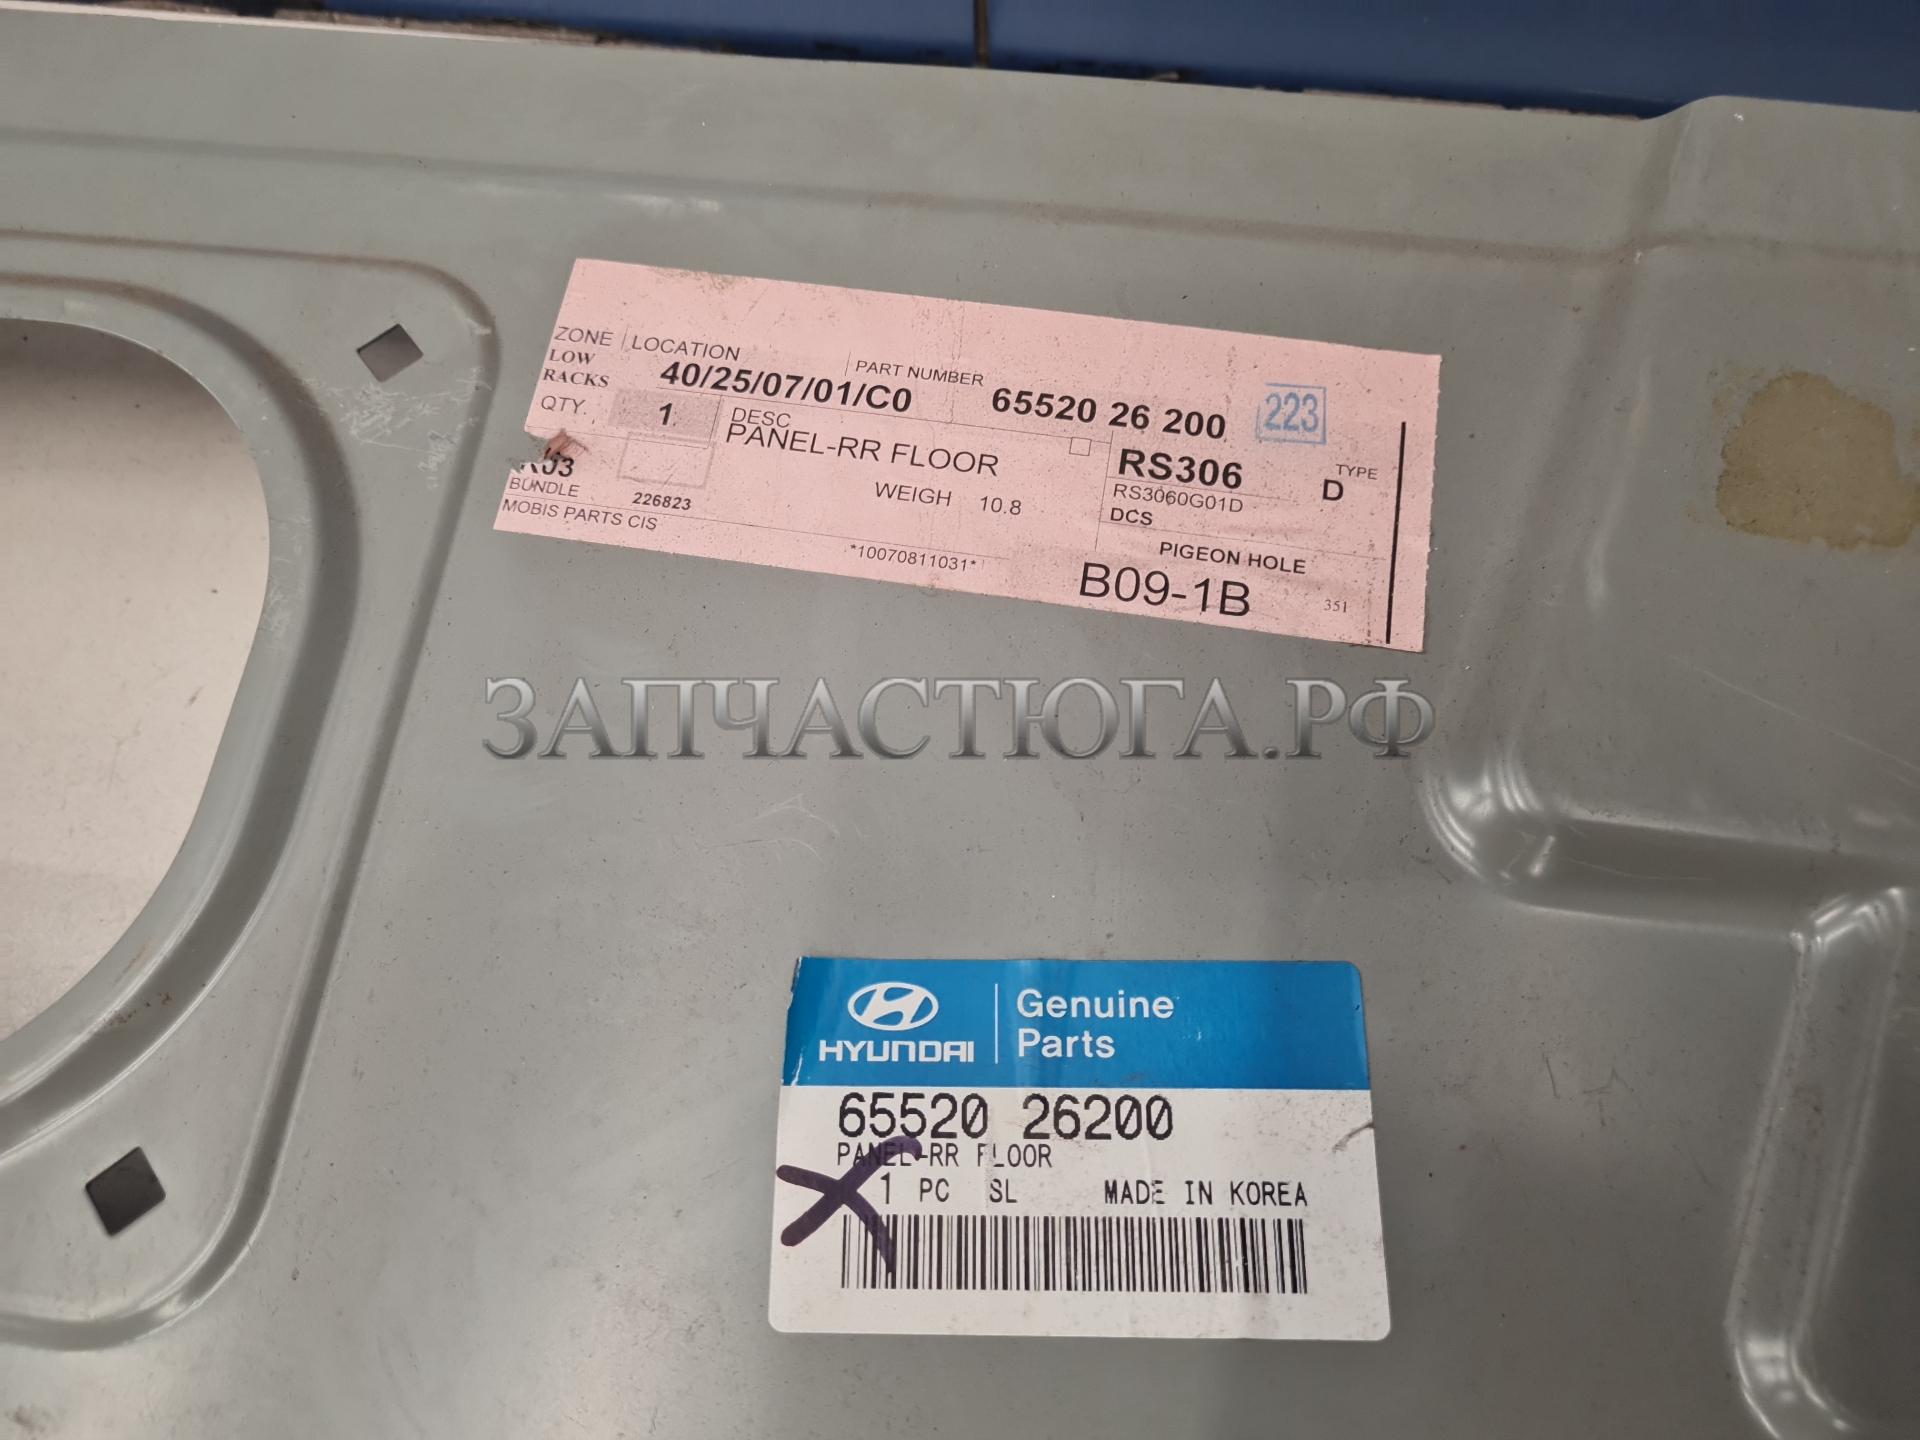 ZONE LOCATION
LOW
RACKS 40/25/07/01/C0
PART NUMBER
65520 26 200 223
QTY. 1 DESC
PANEL-RR FLOOR
RS306 TYPE
D
RS3060G01D
DCS
WEIGH 10.8
BUNDLE 226823
MOBIS PARTS CIS
*10070811031*
PIGEON HOLE
B09-1B 351
ЗАПЧАСТЮГА.РФ
HYUNDAI Genuine
Parts
65520 26200
PANEL-RR FLOOR
1 PC SL MADE IN KOREA